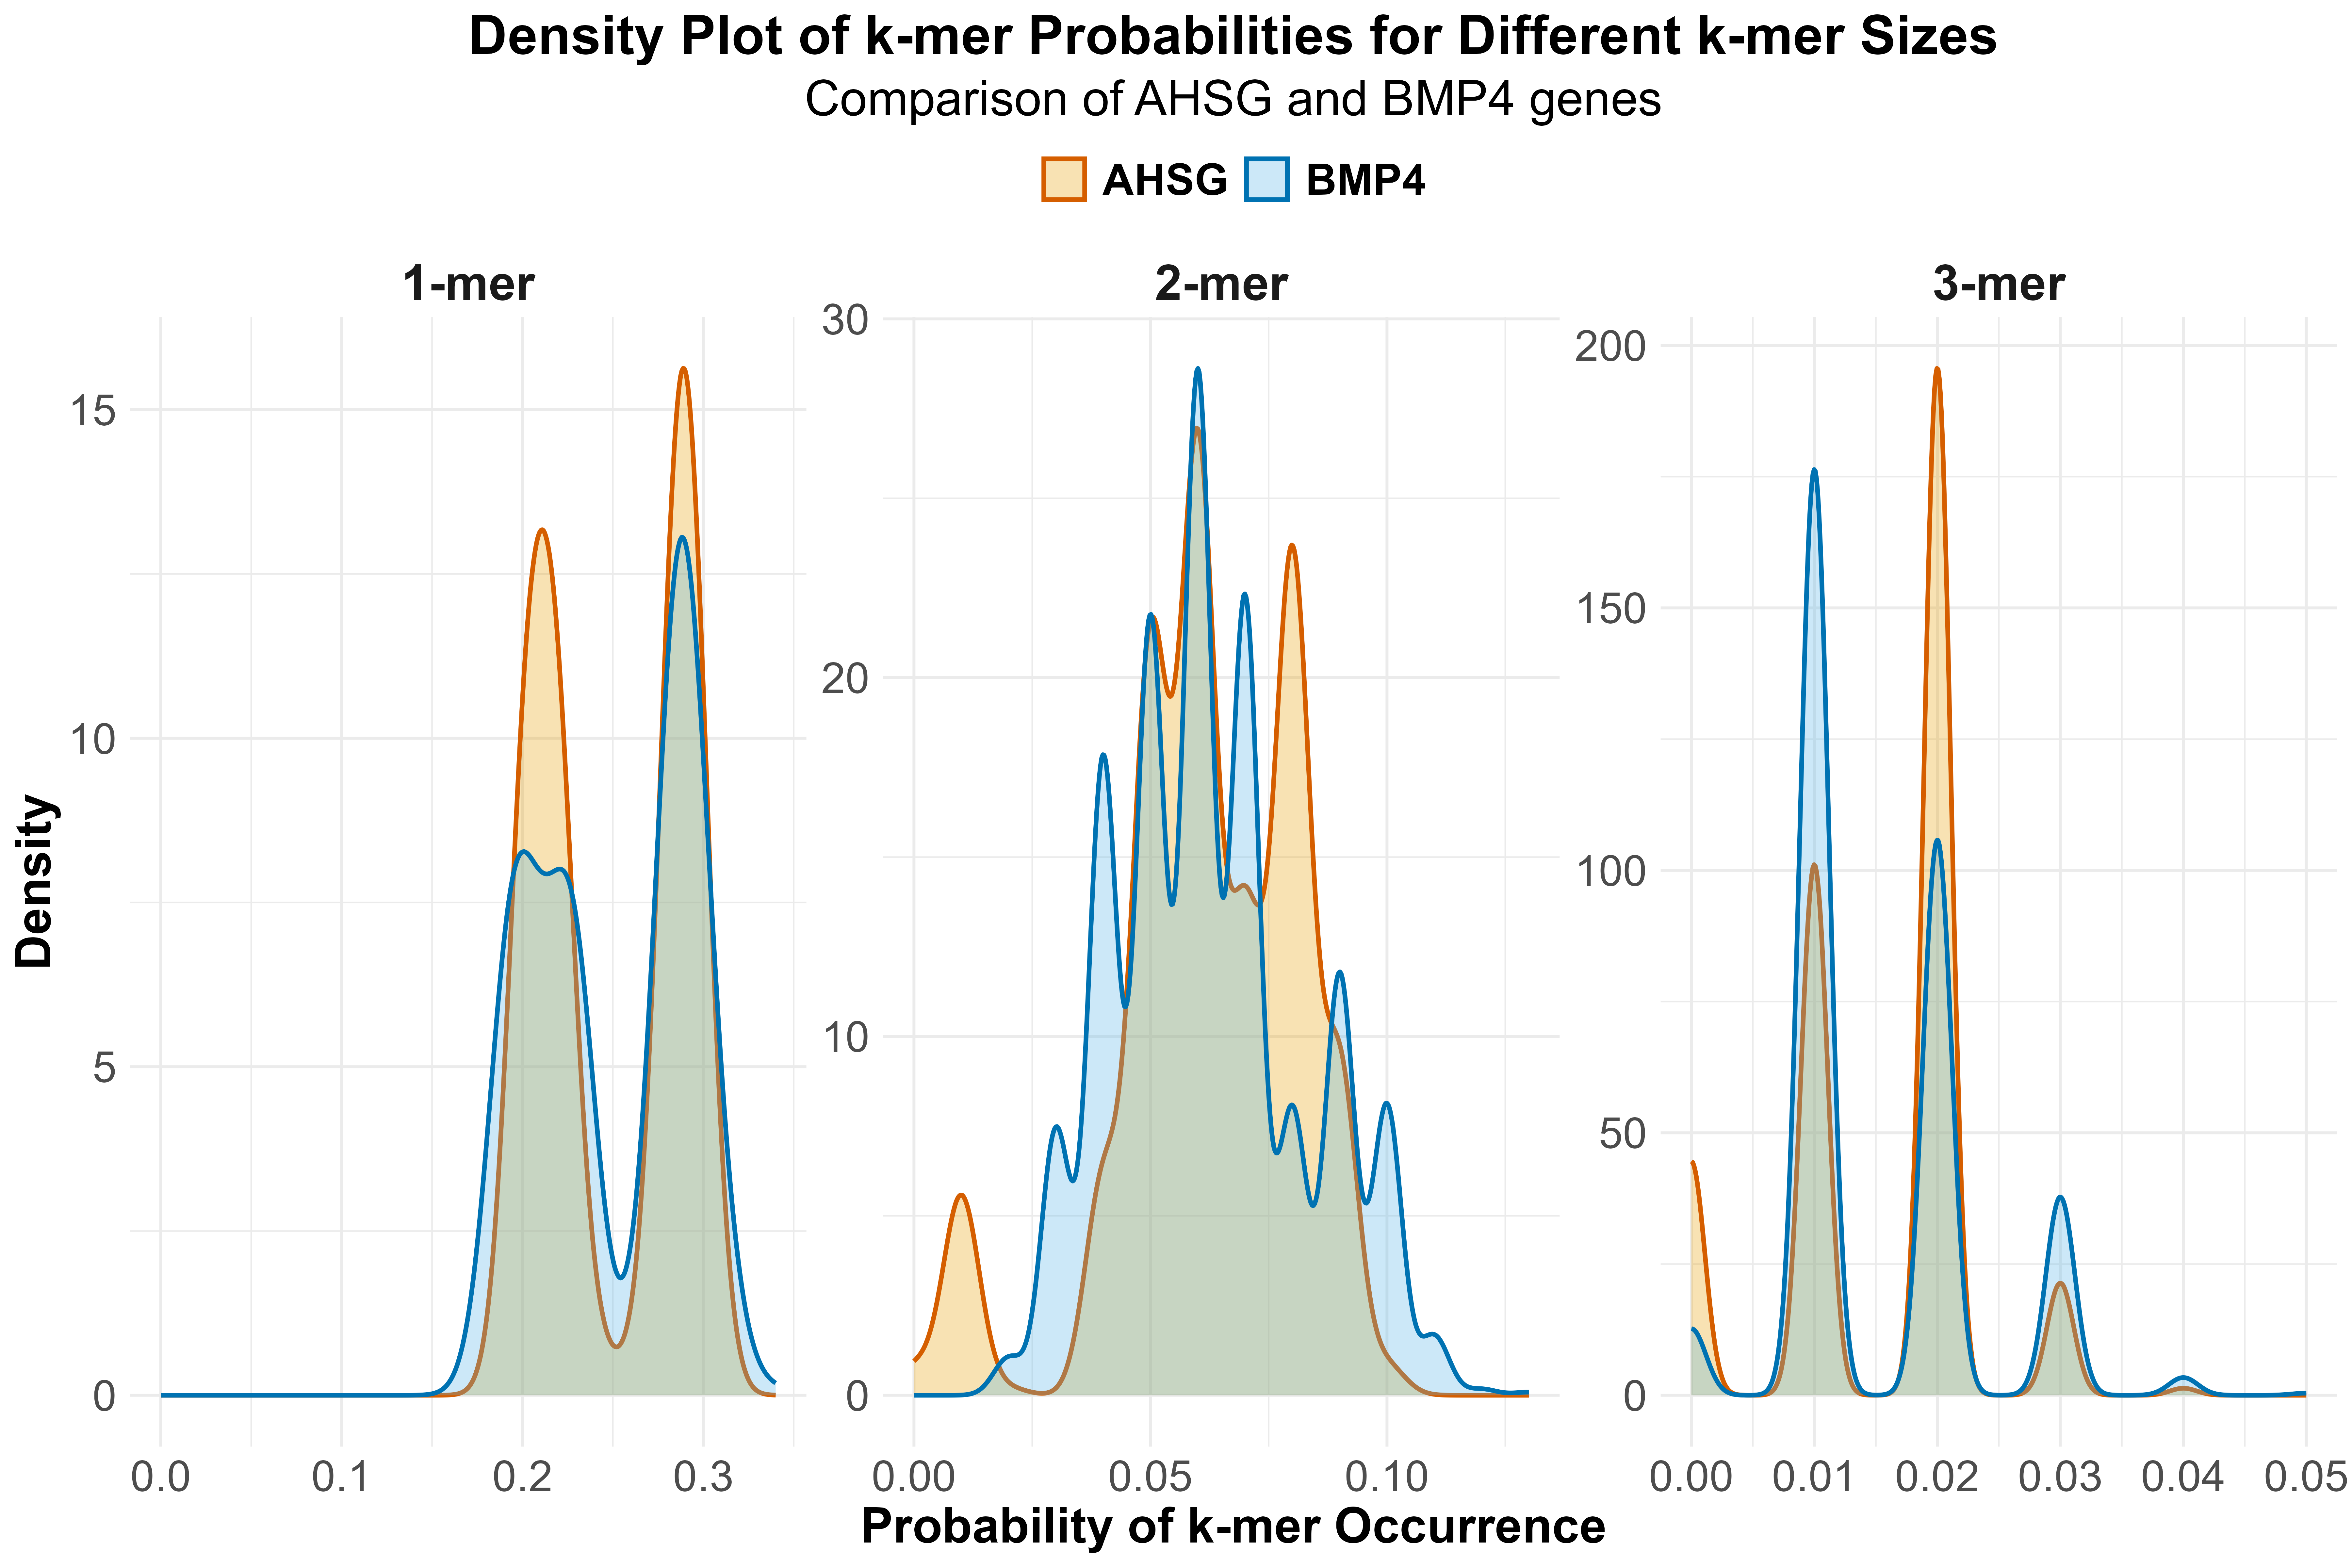 Density Plot of k-mer Probabilities for Different k-mer Sizes
Comparison of AHSG and BMP4 genes
AHSG BMP4
1-mer 2-mer 3-mer
Density
15
10
5
0
0.0 0.1 0.2 0.3
30
20
10
0
0.00 0.05 0.10
200
150
100
50
0
0.00 0.01 0.02 0.03 0.04 0.05
Probability of k-mer Occurrence